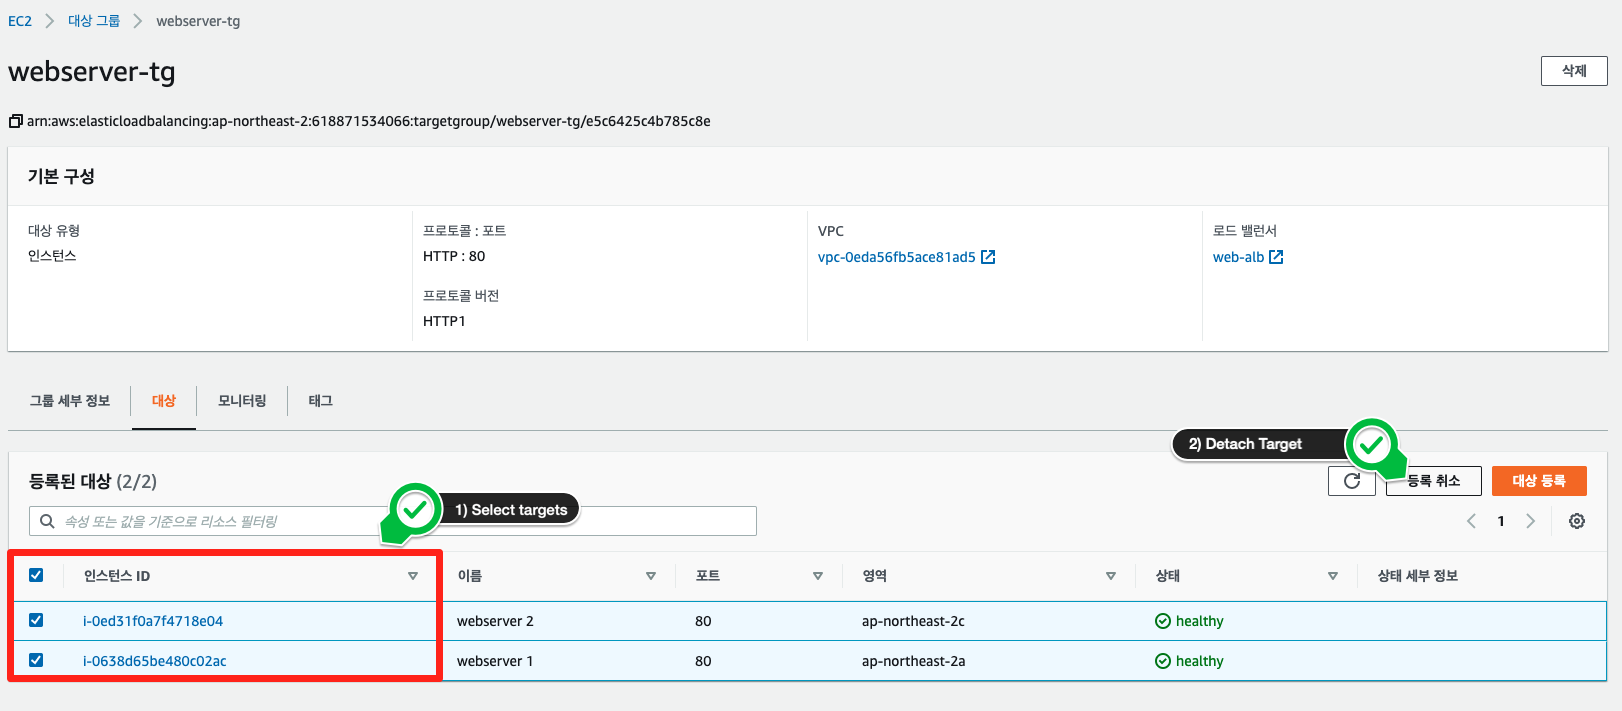 EC2 > 대상 그룹 > webserver-tg
webserver-tg
삭제
arn:aws:elasticloadbalancing:ap-northeast-2:618871534066:targetgroup/webserver-tg/e5c6425c4b785c8e
기본 구성
대상 유형
인스턴스
프로토콜 : 포트
HTTP : 80
프로토콜 버전
HTTP1
VPC
vpc-0eda56fb5ace81ad5
로드 밸런서
web-alb
그룹 세부 정보
대상
모니터링
태그
2) Detach Target
등록된 대상 (2/2)
등록 취소
대상 등록
1) Select targets
속성 또는 값을 기준으로 리소스 필터링
1
인스턴스 ID 이름 포트 영역 상태 상태 세부 정보
i-0ed31f0a7f4718e04 webserver 2 80 ap-northeast-2c healthy
i-0638d65be480c02ac webserver 1 80 ap-northeast-2a healthy